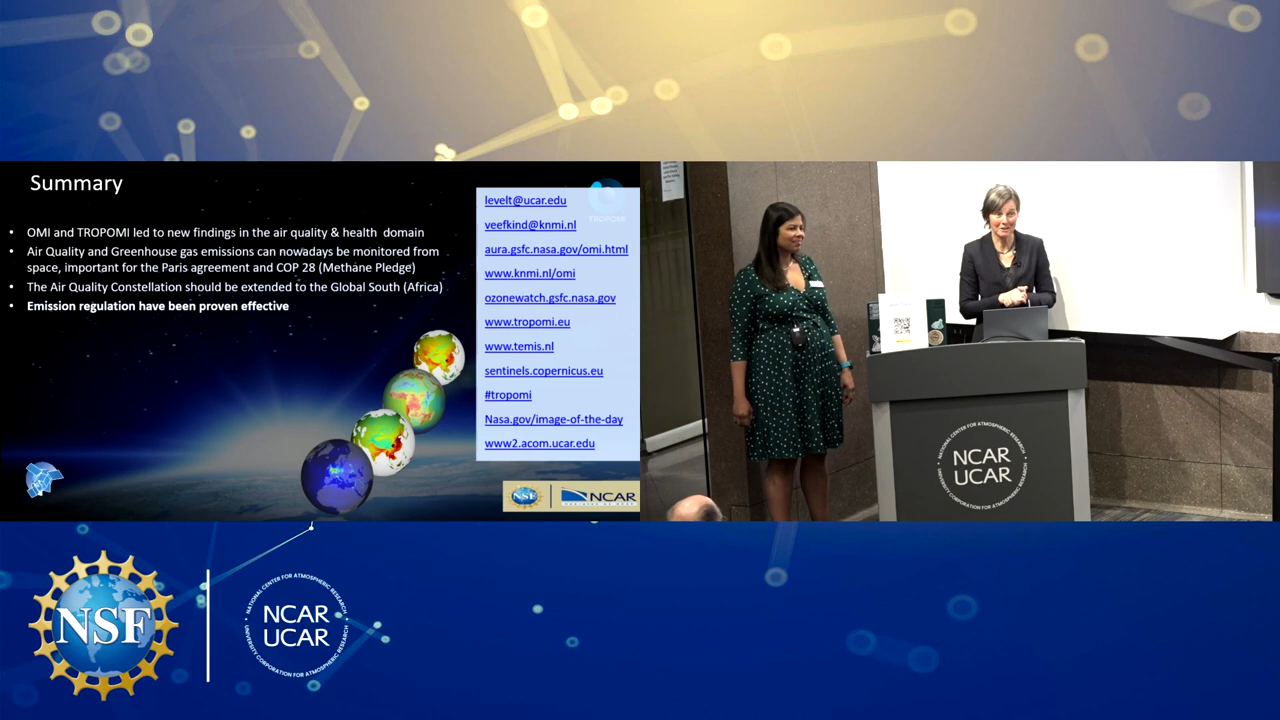 Summary
• OMI and TROPOMI led to new findings in the air quality & health domain
• Air Quality and Greenhouse gas emissions can nowadays be monitored from
space, important for the Paris agreement and COP 28 (Methane Pledge)
• The Air Quality Constellation should be extended to the Global South (Africa)
• Emission regulation have been proven effective
TROPOMI
levelt@ucar.edu
veefkind@knmi.nl
aura.gsfc.nasa.gov/omi.html
www.knmi.nl/omi
ozonewatch.gsfc.nasa.gov
www.tropomi.eu
www.temis.nl
sentinels.copernicus.eu
#tropomi
Nasa.gov/image-of-the-day
www2.acom.ucar.edu
NSF
NCAR
NATIONAL CENTER FOR ATMOSPHERIC RESEARCH
NCAR
UCAR
UNIVERSITY CORPORATION FOR ATMOSPHERIC RESEARCH
NSF
NATIONAL CENTER FOR ATMOSPHERIC RESEARCH
NCAR
UCAR
UNIVERSITY CORPORATION FOR ATMOSPHERIC RESEARCH